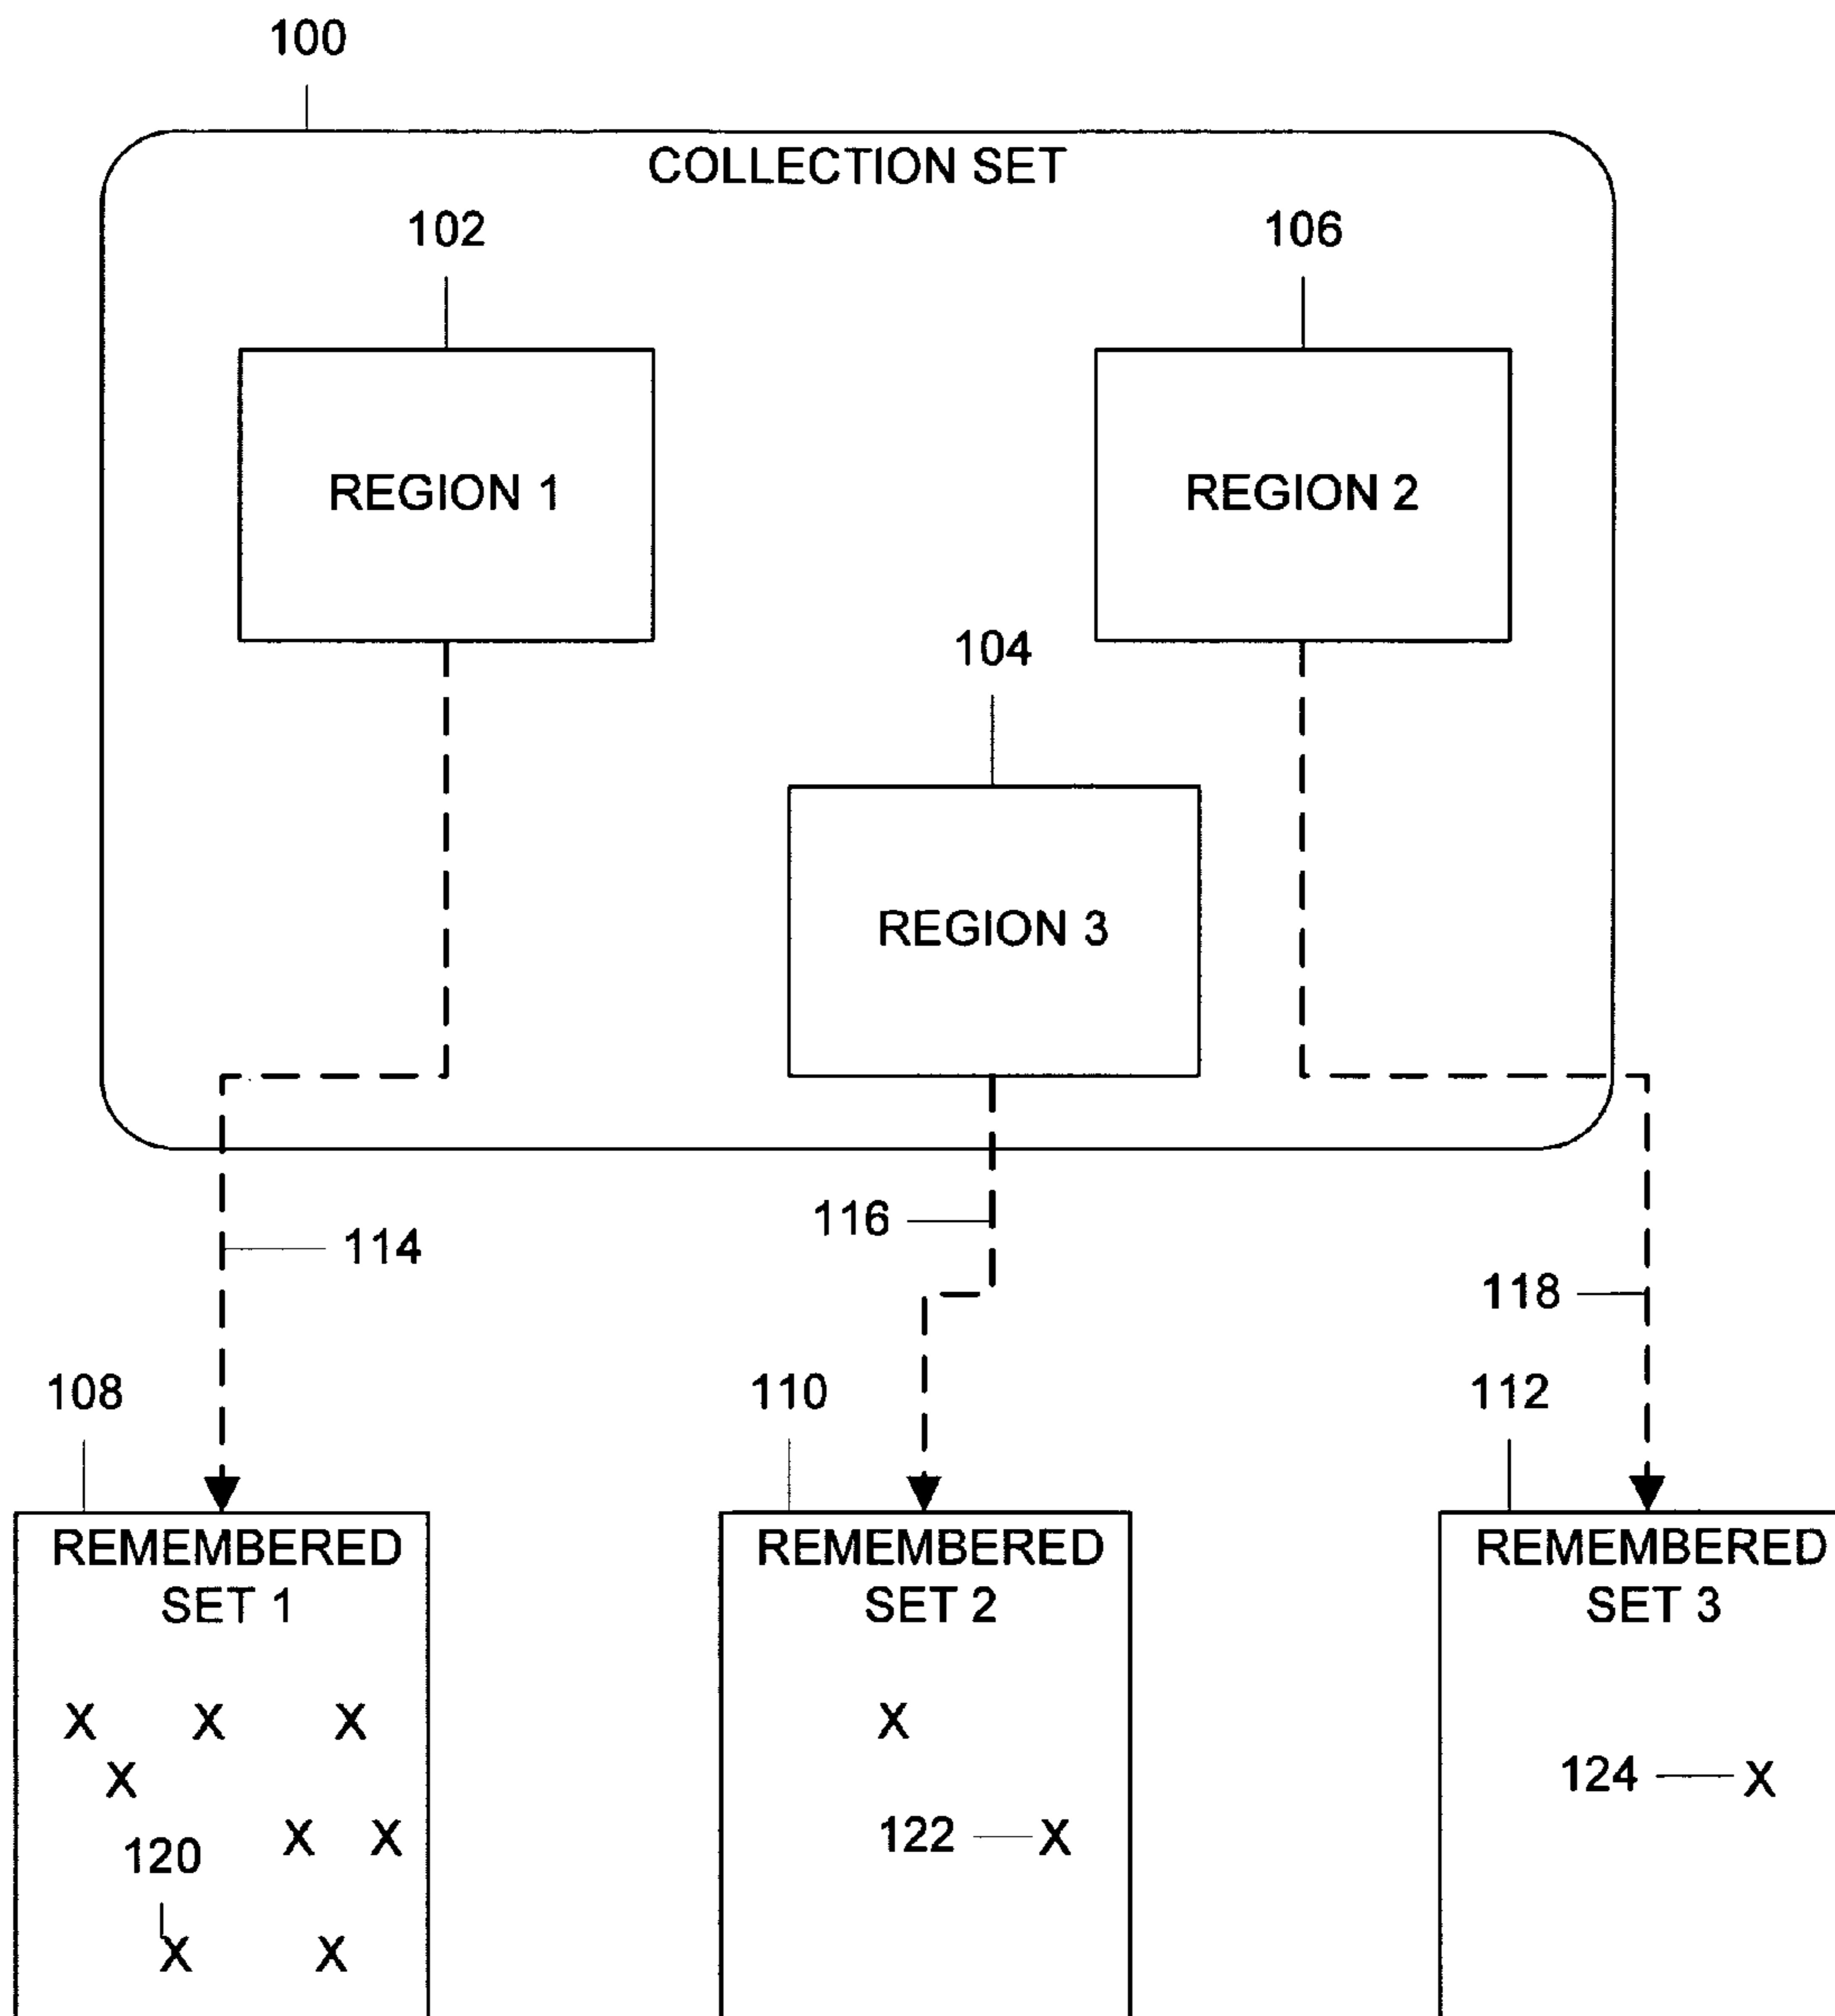 100
COLLECTION SET
102
106
REGION 1
REGION 2
104
REGION 3
116
114
118
108
110
112
REMEMBERED
SET 1
REMEMBERED
SET 2
REMEMBERED
SET 3
X X X
X
X
124 X
120 X X
122 X
X X